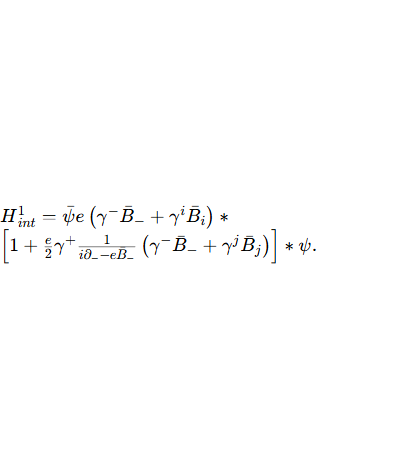 $H^1_{int} = \bar{\psi} e \left( \gamma^- \bar{B}_- + \gamma^i \bar{B}_i \right) *$
$\left[ 1 + \frac{e}{2} \gamma^+ \frac{1}{i\partial_- - e\bar{B}_-} \left( \gamma^- \bar{B}_- + \gamma^j \bar{B}_j \right) \right] * \psi.$